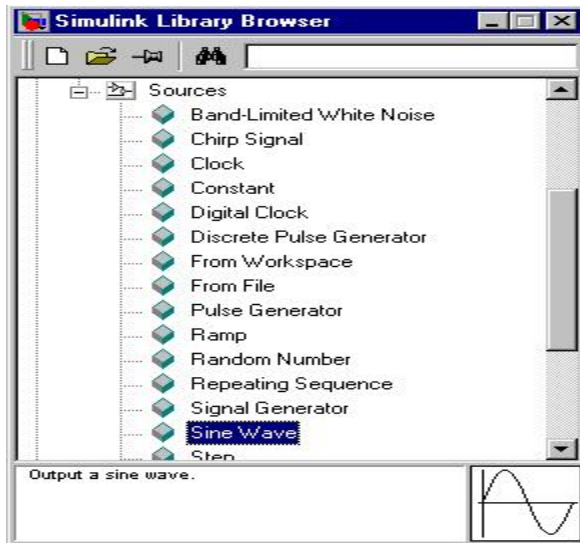 Simulink Library Browser
Sources
Band-Limited White Noise
Chirp Signal
Clock
Constant
Digital Clock
Discrete Pulse Generator
From Workspace
From File
Pulse Generator
Ramp
Random Number
Repeating Sequence
Signal Generator
Sine Wave
Step
Output a sine wave.